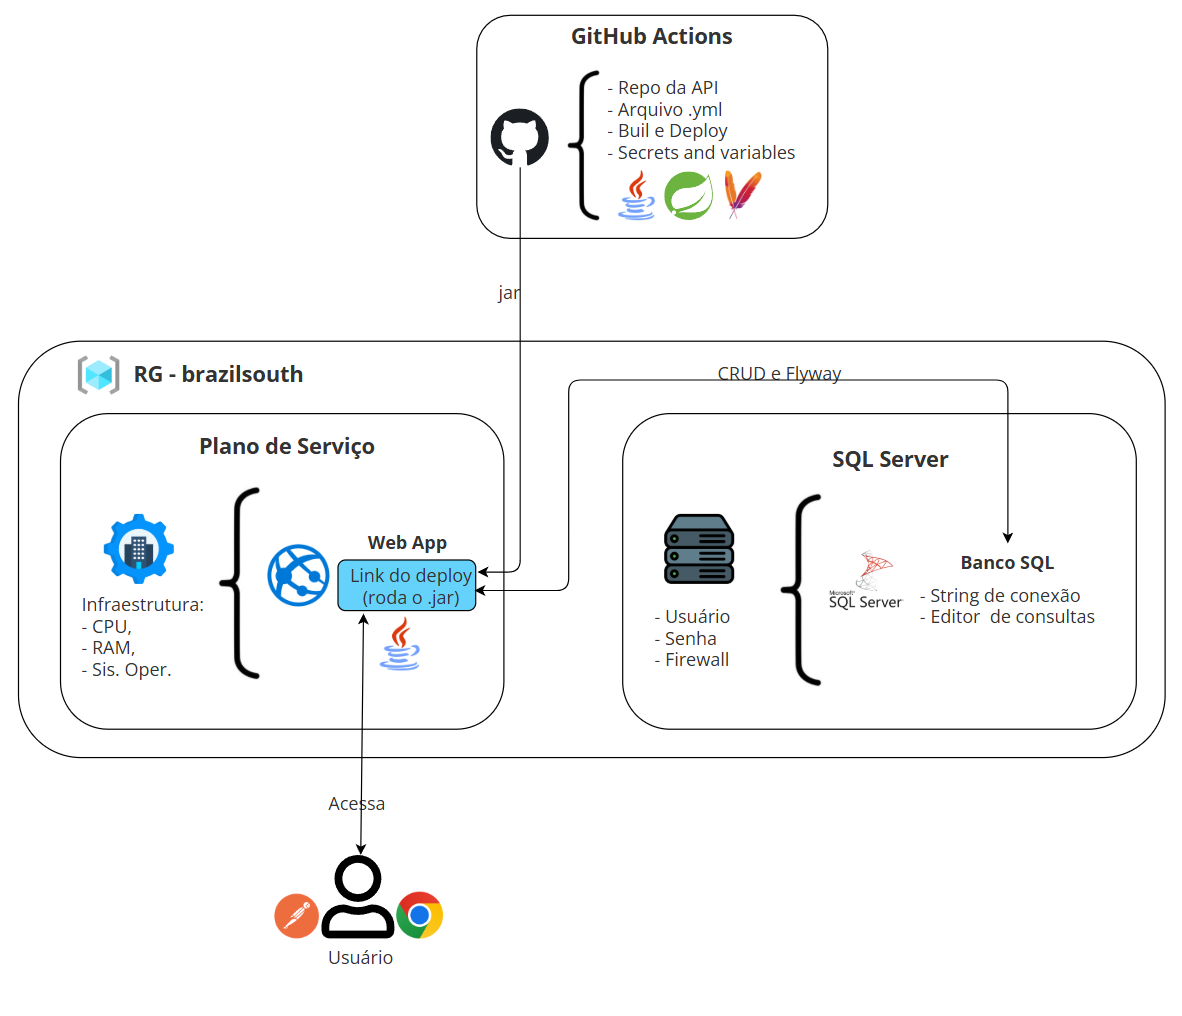 GitHub Actions
- Repo da API
- Arquivo .yml
- Buil e Deploy
- Secrets and variables
jar
RG - brazilsouth
CRUD e Flyway
Plano de Serviço
Infraestrutura:
- CPU,
- RAM,
- Sis. Oper.
Web App
Link do deploy
(roda o .jar)
SQL Server
- Usuário
- Senha
- Firewall
Microsoft®
SQL Server
Banco SQL
- String de conexão
- Editor  de consultas
Acessa
Usuário